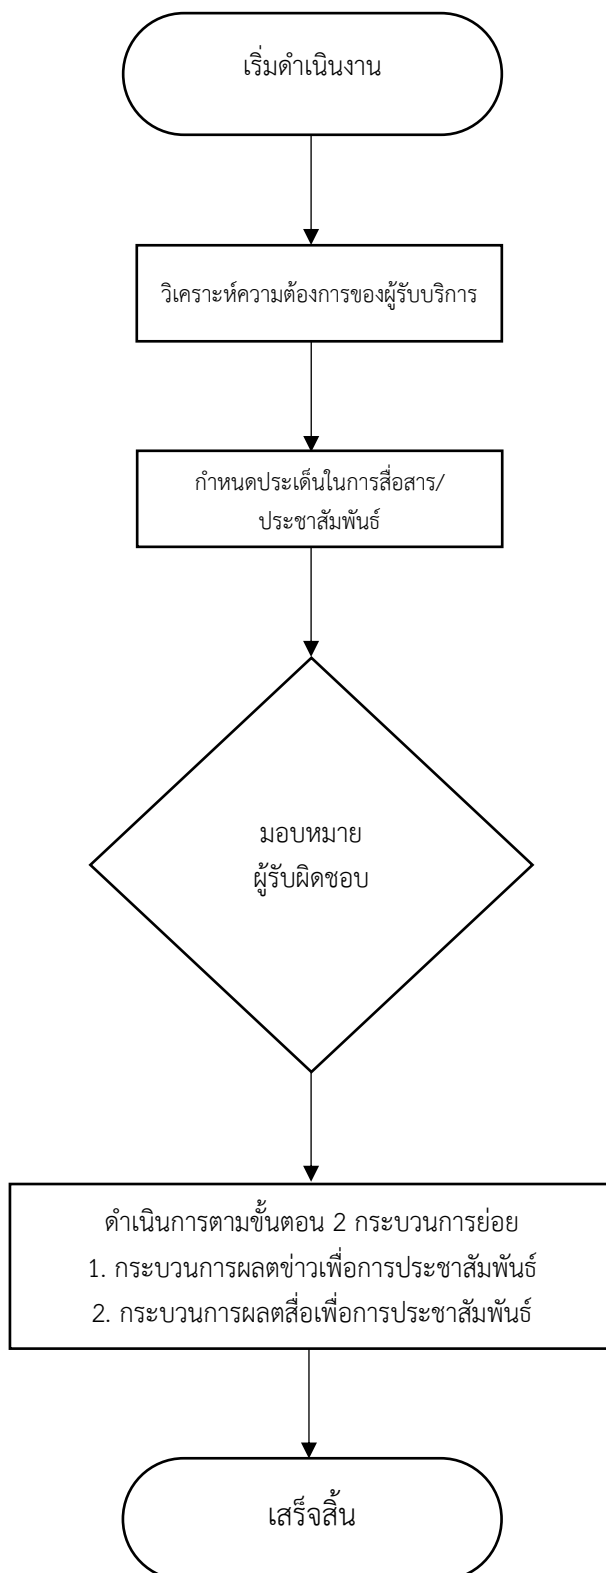 เริ่มดำเนินงาน
วิเคราะห์ความต้องการของผู้รับบริการ
กำหนดประเด็นในการสื่อสาร/
ประชาสัมพันธ์
มอบหมาย
ผู้รับผิดชอบ
ดำเนินการตามขั้นตอน 2 กระบวนการย่อย
1. กระบวนการผลตข่าวเพื่อการประชาสัมพันธ์
2. กระบวนการผลตสื่อเพื่อการประชาสัมพันธ์
เสร็จสิ้น